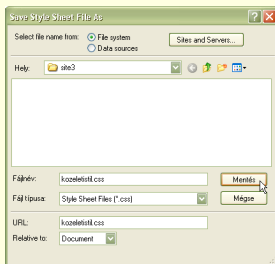 Save Style Sheet File As
Select file name from: File system
Data sources
Sites and Servers...
Hely: site3
Fájlnév: kozeletistil.css
Mentés
Fájl típusa: Style Sheet Files (*.css)
Mégse
URL: kozeletistil.css
Relative to: Document